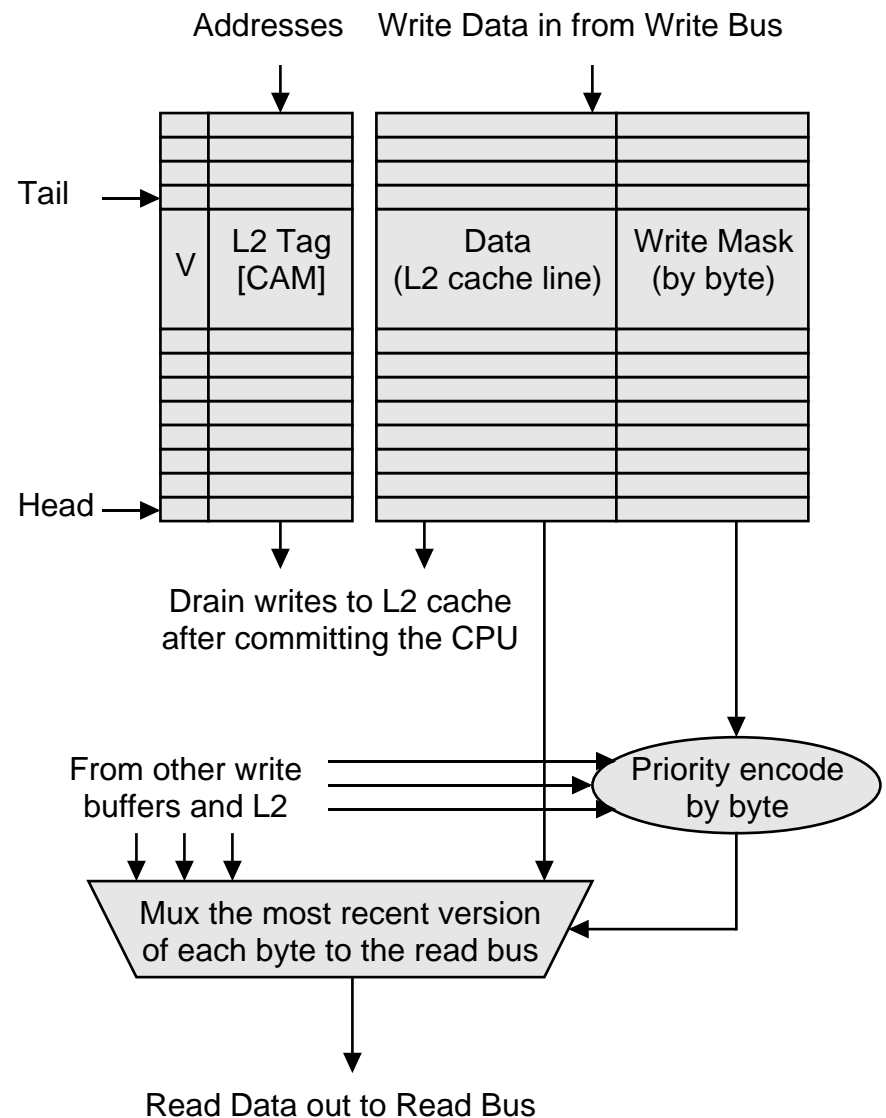 Addresses
Write Data in from Write Bus
Tail
V
L2 Tag
[CAM]
Data
(L2 cache line)
Write Mask
(by byte)
Head
Drain writes to L2 cache
after committing the CPU
From other write
buffers and L2
Priority encode
by byte
Mux the most recent version
of each byte to the read bus
Read Data out to Read Bus